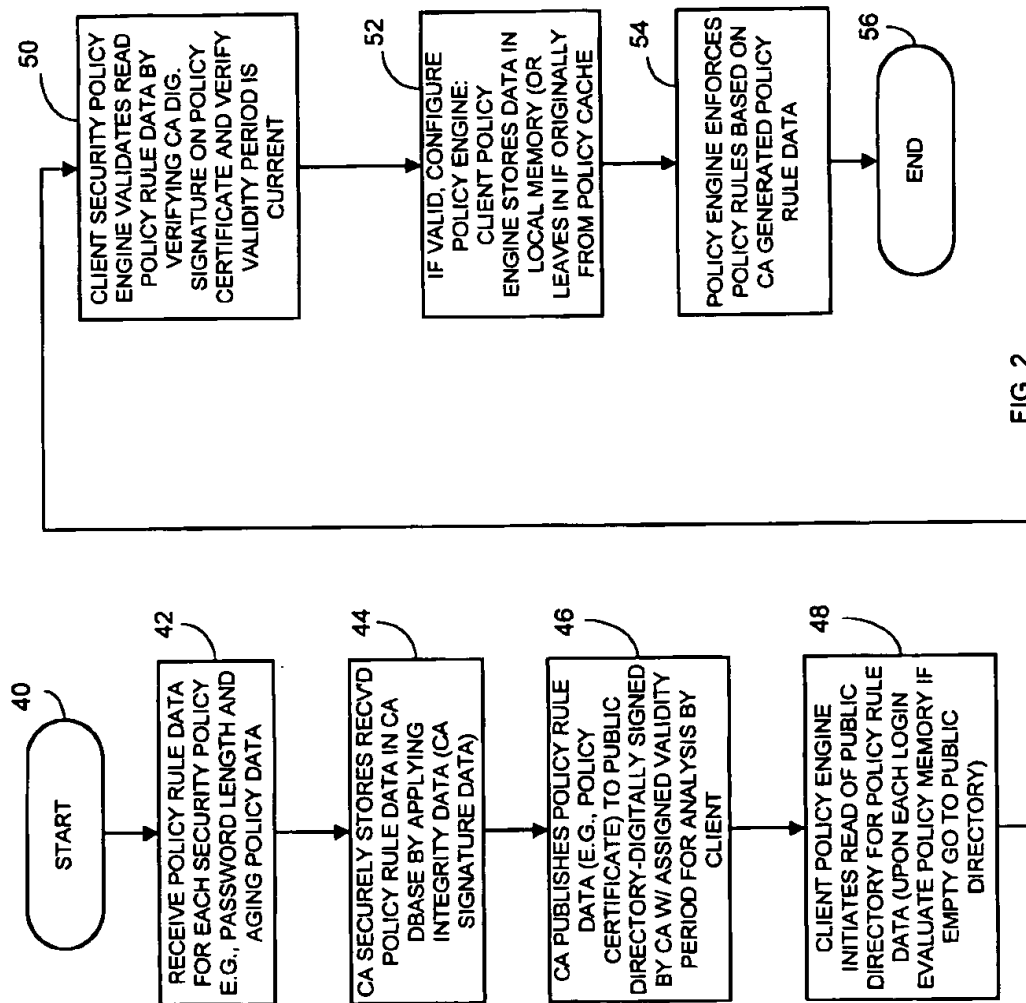 40
START
42
RECEIVE POLICY RULE DATA
FOR EACH SECURITY POLICY
E.G., PASSWORD LENGTH AND
AGING POLICY DATA
44
CA SECURELY STORES RECV'D
POLICY RULE DATA IN CA
DBASE BY APPLYING
INTEGRITY DATA (CA
SIGNATURE DATA)
46
CA PUBLISHES POLICY RULE
DATA (E.G., POLICY
CERTIFICATE) TO PUBLIC
DIRECTORY-DIGITALLY SIGNED
BY CA W/ ASSIGNED VALIDITY
PERIOD FOR ANALYSIS BY
CLIENT
48
CLIENT POLICY ENGINE
INITIATES READ OF PUBLIC
DIRECTORY FOR POLICY RULE
DATA (UPON EACH LOGIN
EVALUATE POLICY MEMORY IF
EMPTY GO TO PUBLIC
DIRECTORY)
50
CLIENT SECURITY POLICY
ENGINE VALIDATES READ
POLICY RULE DATA BY
VERIFYING CA DIG.
SIGNATURE ON POLICY
CERTIFICATE AND VERIFY
VALIDITY PERIOD IS
CURRENT
52
IF VALID, CONFIGURE
POLICY ENGINE:
CLIENT POLICY
ENGINE STORES DATA IN
LOCAL MEMORY (OR
LEAVES IN IF ORIGINALLY
FROM POLICY CACHE
54
POLICY ENGINE ENFORCES
POLICY RULES BASED ON
CA GENERATED POLICY
RULE DATA
56
END
FIG. 2